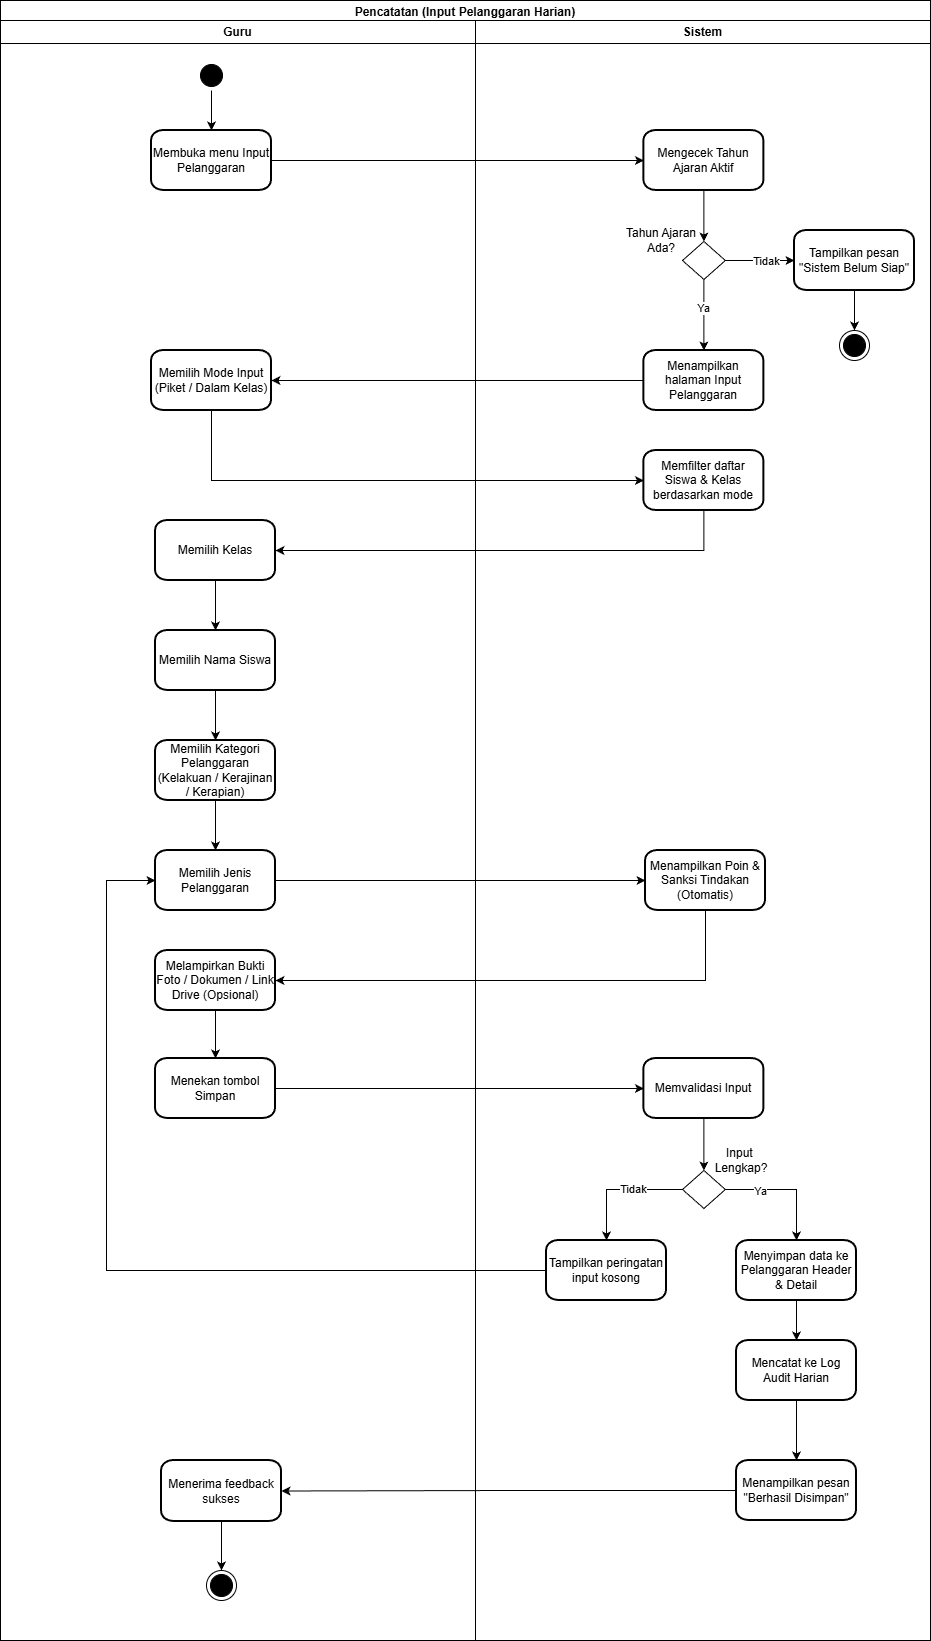 Pencatatan (Input Pelanggaran Harian)
Guru
Sistem
Membuka menu Input
Pelanggaran
Mengecek Tahun
Ajaran Aktif
Tahun Ajaran
Ada?
Tidak
Tampilkan pesan
"Sistem Belum Siap"
Ya
Menampilkan
halaman Input
Pelanggaran
Memilih Mode Input
(Piket / Dalam Kelas)
Memfilter daftar
Siswa & Kelas
berdasarkan mode
Memilih Kelas
Memilih Nama Siswa
Memilih Kategori
Pelanggaran
(Kelakuan / Kerajinan
/ Kerapian)
Memilih Jenis
Pelanggaran
Menampilkan Poin &
Sanksi Tindakan
(Otomatis)
Melampirkan Bukti
Foto / Dokumen / Link
Drive (Opsional)
Menekan tombol
Simpan
Memvalidasi Input
Input
Lengkap?
Tidak
Ya
Tampilkan peringatan
input kosong
Menyimpan data ke
Pelanggaran Header
& Detail
Mencatat ke Log
Audit Harian
Menampilkan pesan
"Berhasil Disimpan"
Menerima feedback
sukses